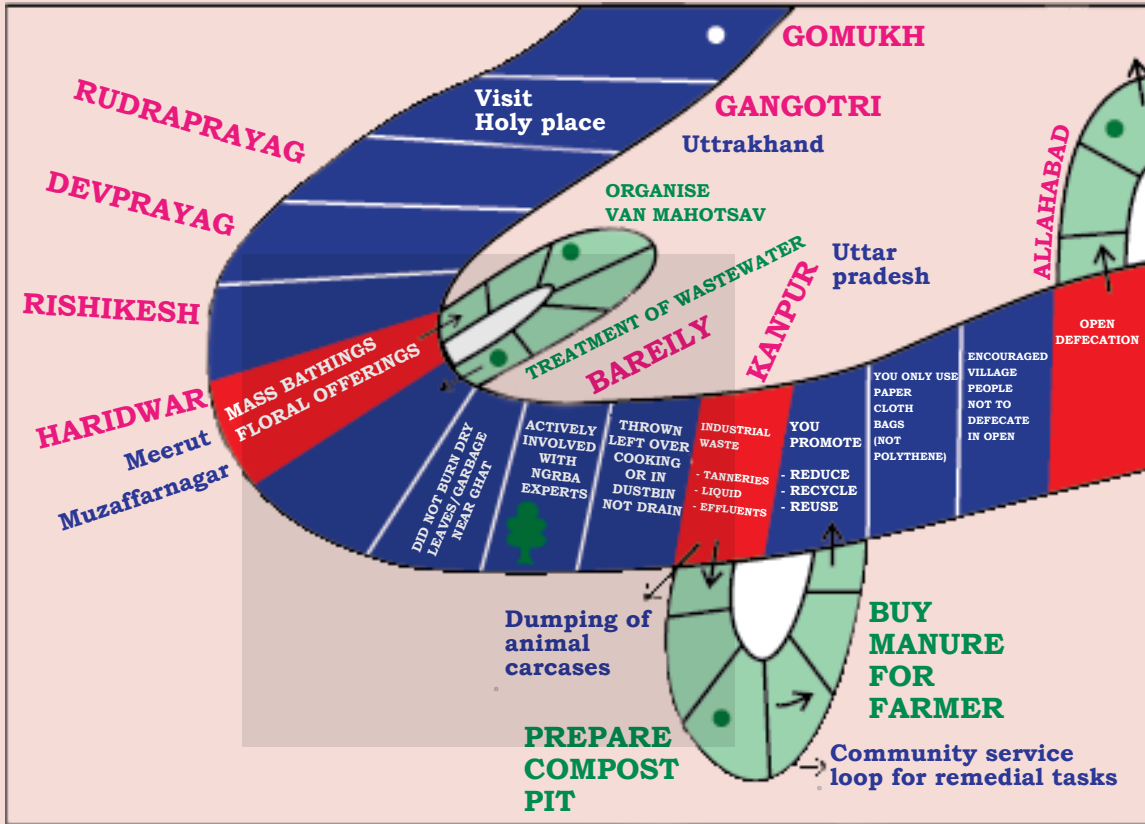 GOMUKH
RUDRAPRAYAG
Visit
Holy place
GANGOTRI
Uttrakhand
DEVPRAYAG
ORGANISE
VAN MAHOTSAV
ALLAHABAD
RISHIKESH
TREATMENT OF WASTEWATER
Uttar
pradesh
BAREILY
KANPUR
HARIDWAR
MASS BATHINGS
FLORAL OFFERINGS
Meerut
Muzaffarnagar
DID NOT BURN DRY
LEAVES/GARBAGE
NEAR GHAT
ACTIVELY
INVOLVED
WITH
NGRBA
EXPERTS
THROWN
LEFT OVER
COOKING
OR IN
DUSTBIN
NOT DRAIN
INDUSTRIAL
WASTE
- TANNERIES
- LIQUID
- EFFLUENTS
YOU
PROMOTE
- REDUCE
- RECYCLE
- REUSE
YOU ONLY USE
PAPER
CLOTH
BAGS
(NOT
POLYTHENE)
ENCOURAGED
VILLAGE
PEOPLE
NOT TO
DEFECATE
IN OPEN
OPEN
DEFECATION
Dumping of
animal
carcases
BUY
MANURE
FOR
FARMER
PREPARE
COMPOST
PIT
Community service
loop for remedial tasks